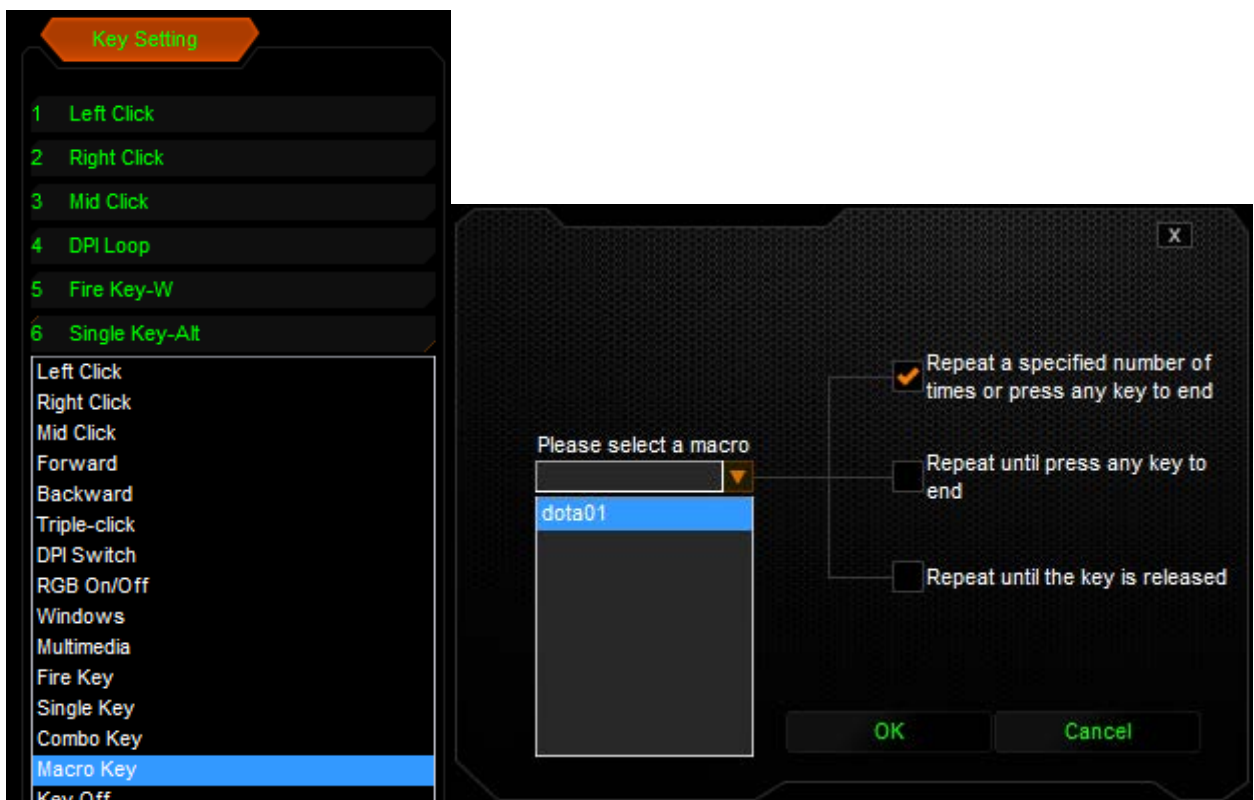 Key Setting
1 Left Click
2 Right Click
3 Mid Click
4 DPI Loop
5 Fire Key-W
6 Single Key-Alt
Left Click
Right Click
Mid Click
Forward
Backward
Triple-click
DPI Switch
RGB On/Off
Windows
Multimedia
Fire Key
Single Key
Combo Key
Macro Key
Key Off
X
Please select a macro
dota01
Repeat a specified number of
times or press any key to end
Repeat until press any key to
end
Repeat until the key is released
OK
Cancel